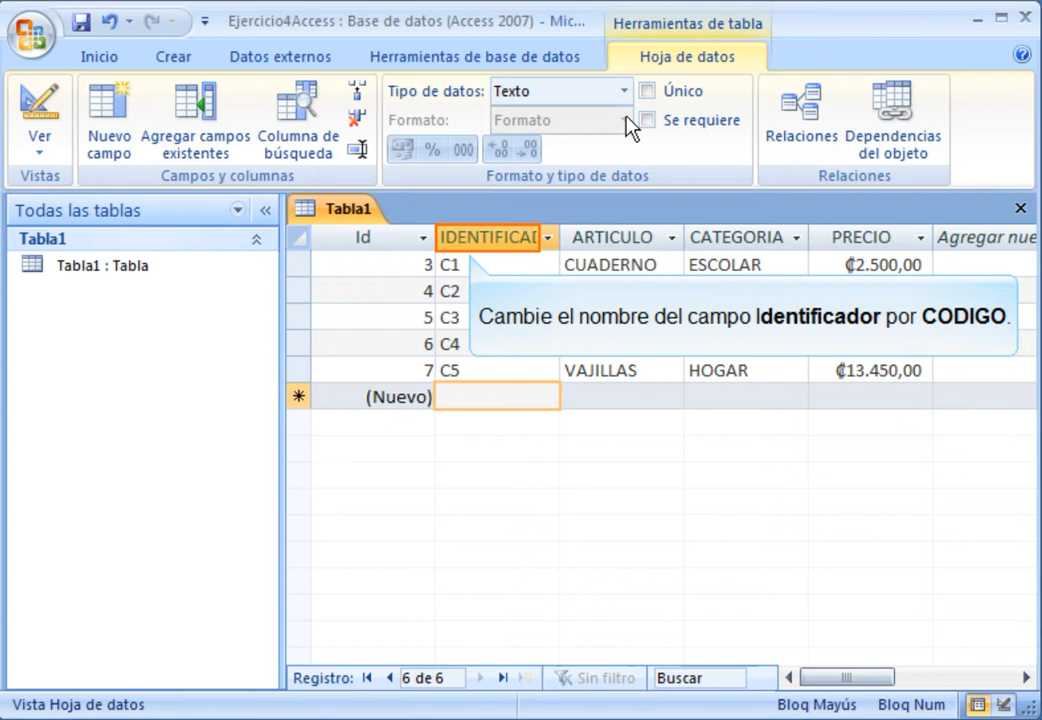 Ejercicio4Access : Base de datos (Access 2007) - Mic...
Herramientas de tabla
Inicio Crear Datos externos Herramientas de base de datos Hoja de datos
Tipo de datos: Texto Único
Formato: Formato Se requiere
Ver Nuevo campo Agregar campos existentes Columna de búsqueda % 000 Relaciones Dependencias del objeto
Vistas Campos y columnas Formato y tipo de datos Relaciones
Todas las tablas
Tabla1
Tabla1
Tabla1 : Tabla
Id IDENTIFICAD ARTICULO CATEGORIA PRECIO Agregar nue
3 C1 CUADERNO ESCOLAR ₡2.500,00
4 C2
5 C3
6 C4
7 C5 VAJILLAS HOGAR ₡13.450,00
(Nuevo)
Cambie el nombre del campo Identificador por CODIGO.
Registro: 6 de 6 Sin filtro Buscar
Vista Hoja de datos Bloq Mayús Bloq Num